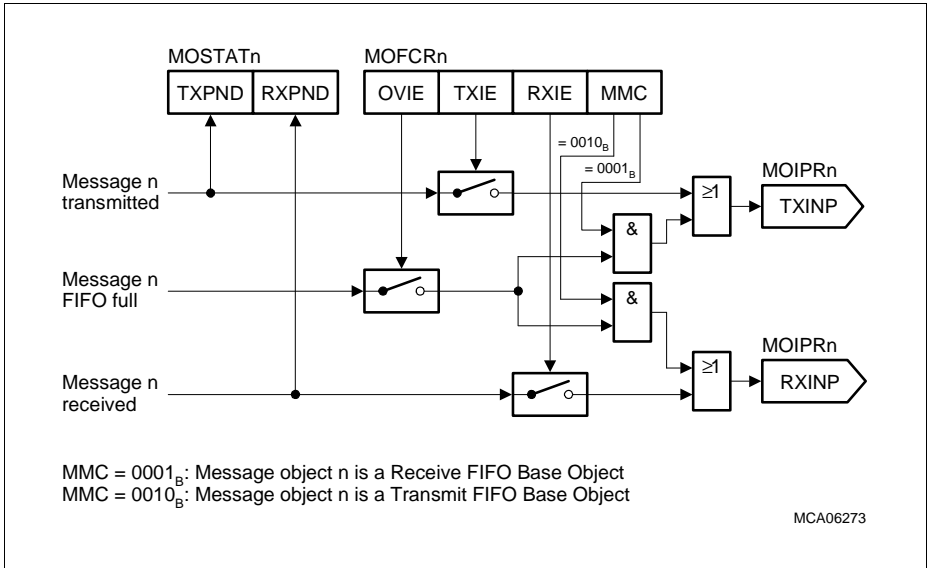 MOSTATn
MOFCRn
TXPND RXPND
OVIE TXIE RXIE MMC
= 0010B
= 0001B
Message n
transmitted
≥1
MOIPRn
TXINP
&
Message n
FIFO full
&
≥1
MOIPRn
RXINP
Message n
received
MMC = 0001B: Message object n is a Receive FIFO Base Object
MMC = 0010B: Message object n is a Transmit FIFO Base Object
MCA06273